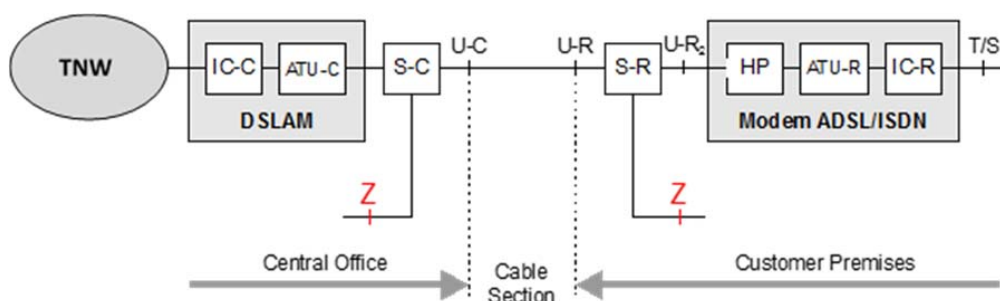 TNW
IC-C
ATU-C
DSLAM
S-C
U-C
U-R
S-R
U-R₂
HP
ATU-R
IC-R
Modem ADSL/ISDN
T/S
Z
Z
Central Office
Cable
Section
Customer Premises